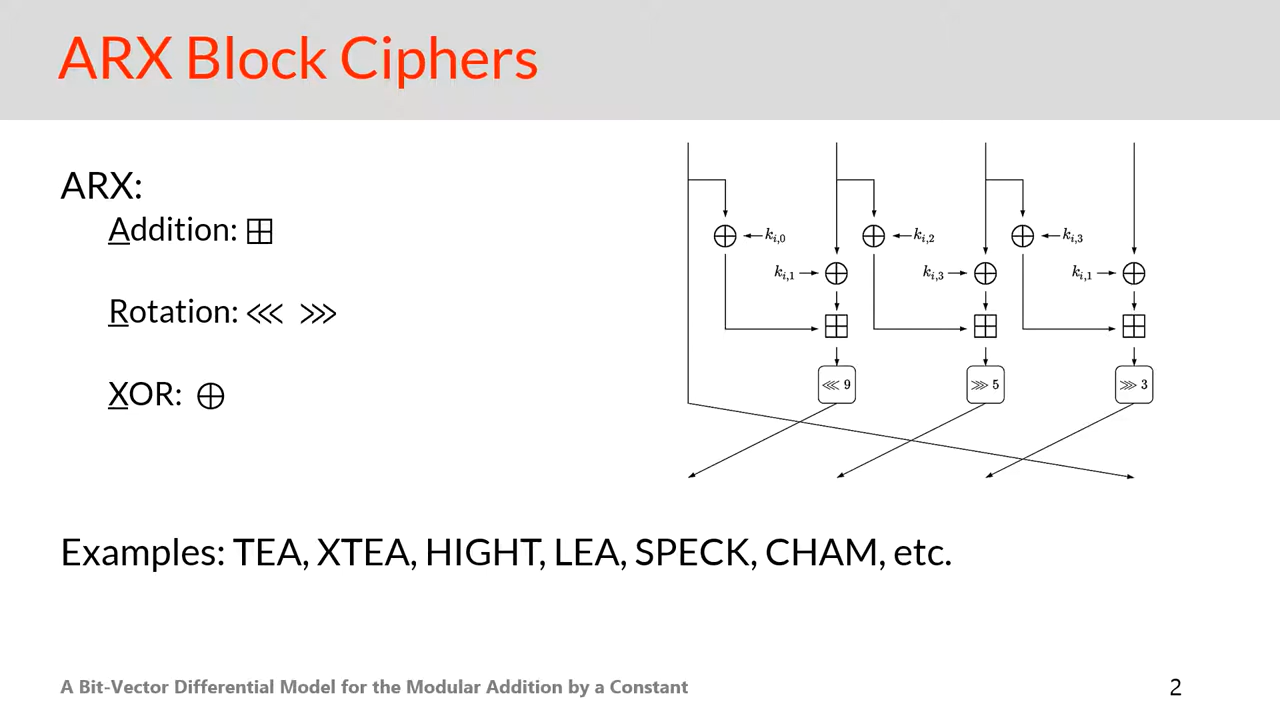 ARX Block Ciphers
ARX:
Addition: ⊞
Rotation: ⋘ ⋙
XOR: ⊕
k_{i,0} k_{i,2} k_{i,3}
k_{i,1} k_{i,3} k_{i,1}
⋘ 9 ⋙ 5 ⋙ 3
Examples: TEA, XTEA, HIGHT, LEA, SPECK, CHAM, etc.
A Bit-Vector Differential Model for the Modular Addition by a Constant
2